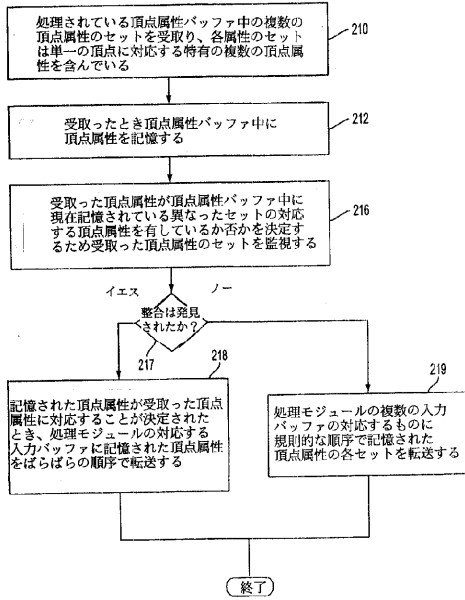 処理されている頂点属性バッファ中の複数の
頂点属性のセットを受取り、各属性のセット
は単一の頂点に対応する特有の複数の頂点属
性を含んでいる
210
受取ったとき頂点属性バッファ中に
頂点属性を記憶する
212
受取った頂点属性が頂点属性バッファ中に
現在記憶されている異なったセットの対応
する頂点属性を有しているか否かを決定す
るため受取った頂点属性のセットを監視する
216
イエス
ノー
整合は発見
されたか？
217
218
記憶された頂点属性が受取った頂点
属性に対応することが決定された
とき、処理モジュールの対応する
入力バッファに記憶された頂点属性
をばらばらの順序で転送する
219
処理モジュールの複数の入力
バッファの対応するものに
規則的な順序で記憶された
頂点属性の各セットを転送する
終了